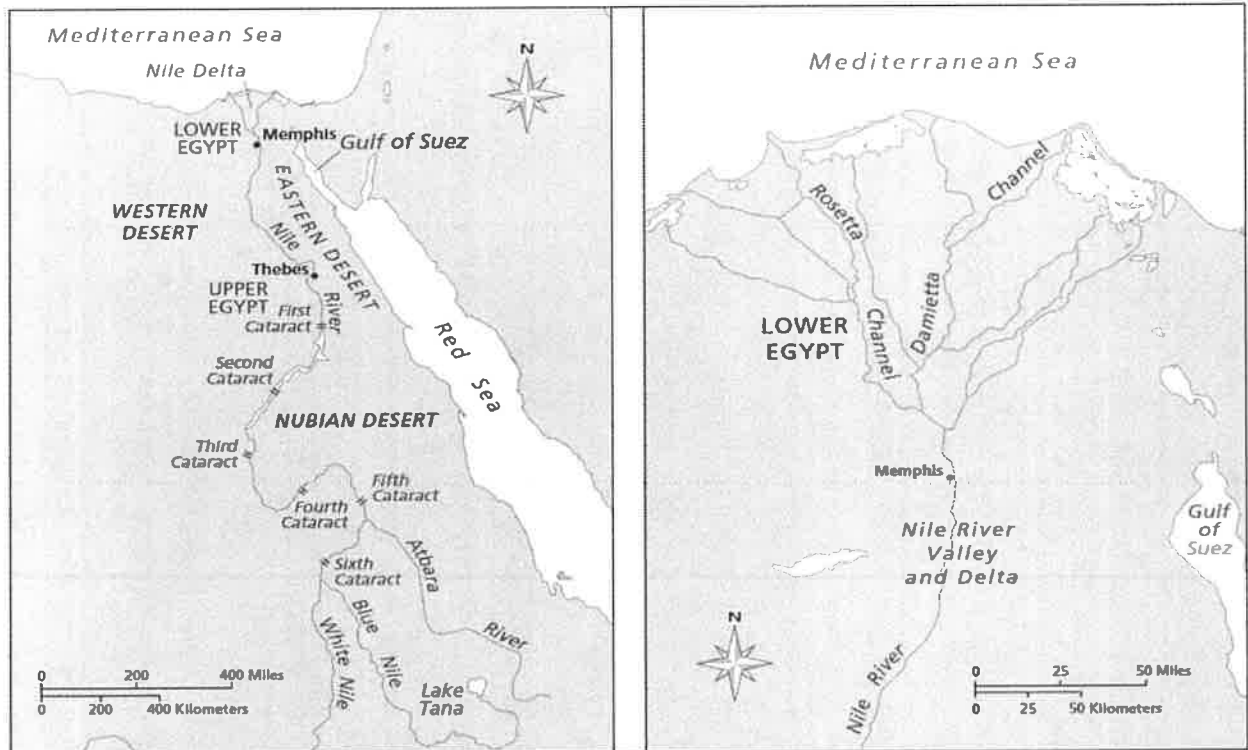 Mediterranean Sea
Nile Delta
N
LOWER
EGYPT
Memphis
Gulf of Suez
EASTERN DESERT
WESTERN
DESERT
Nile
River
Thebes
UPPER
EGYPT
First
Cataract
Red Sea
Second
Cataract
NUBIAN DESERT
Third
Cataract
Fifth
Cataract
Fourth
Cataract
Atbara
River
Sixth
Cataract
Blue
Nile
White Nile
Lake
Tana
0 200 400 Miles
0 200 400 Kilometers
Mediterranean Sea
Rosetta
Channel
Damietta
Channel
LOWER
EGYPT
Memphis
Nile River
Valley
and Delta
Gulf
of
Suez
N
Nile River
0 25 50 Miles
0 25 50 Kilometers